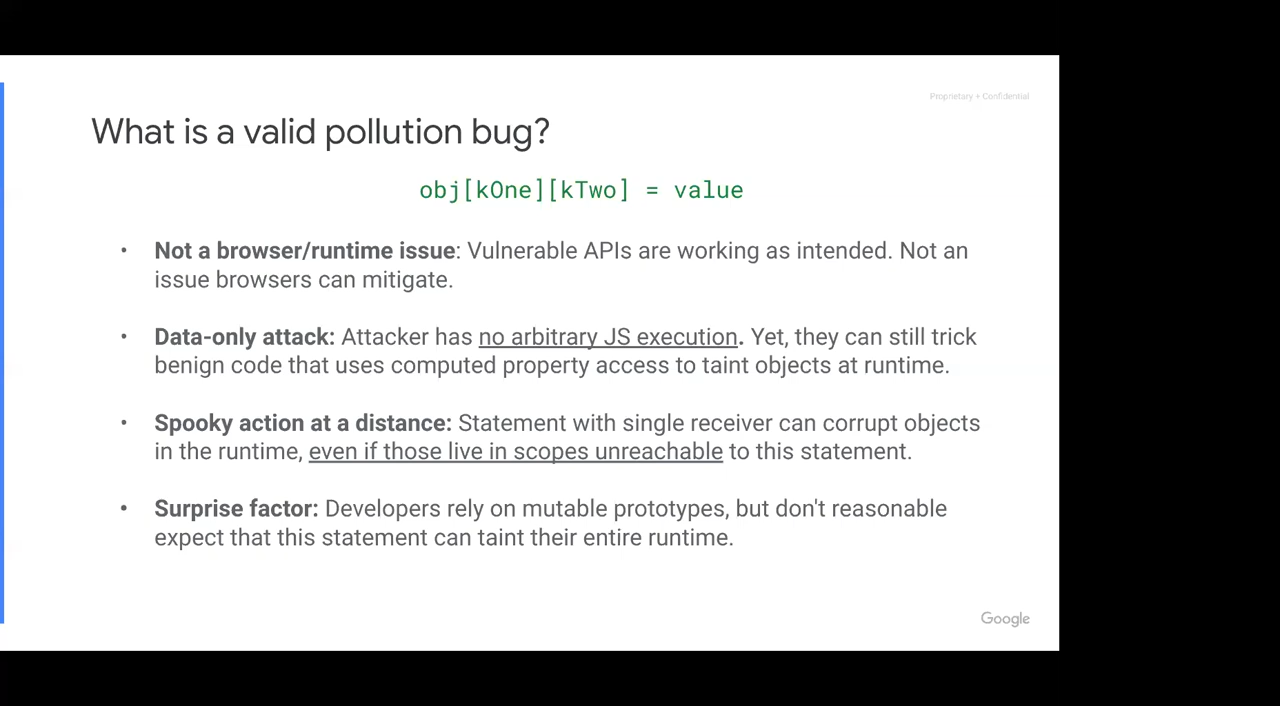 Proprietary + Confidential
What is a valid pollution bug?
obj[kOne][kTwo] = value
• Not a browser/runtime issue: Vulnerable APIs are working as intended. Not an
issue browsers can mitigate.
• Data-only attack: Attacker has no arbitrary JS execution. Yet, they can still trick
benign code that uses computed property access to taint objects at runtime.
• Spooky action at a distance: Statement with single receiver can corrupt objects
in the runtime, even if those live in scopes unreachable to this statement.
• Surprise factor: Developers rely on mutable prototypes, but don't reasonable
expect that this statement can taint their entire runtime.
Google